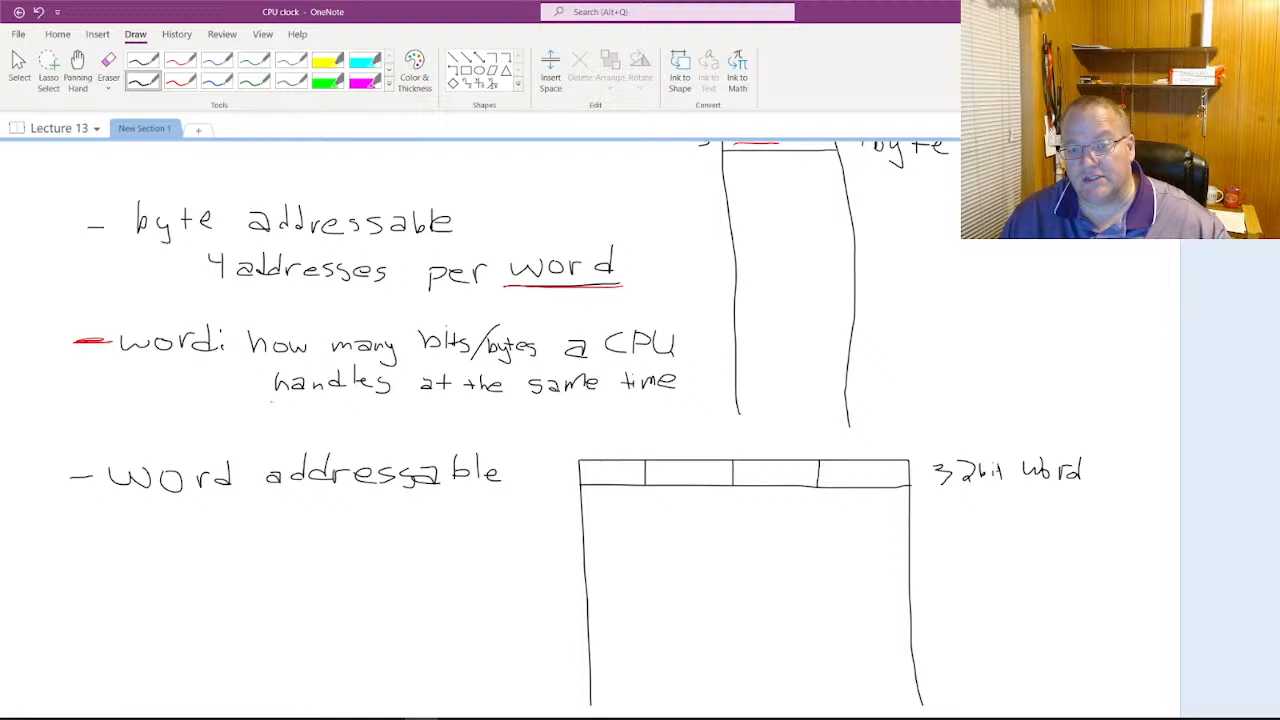 CPU clock - OneNote
Search (Alt+Q)
File Home Insert Draw History Review View Help
Select Lasso Select Panning Hand Eraser Color & Thickness Shapes Insert Space Delete Arrange Rotate Ink to Shape Ink to Text Ink to Math
Tools Shapes Edit Convert
Lecture 13 New Section 1
byte
- byte addressable
4 addresses per word
- word: how many bits/bytes a CPU
handles at the same time
- word addressable
32bit word